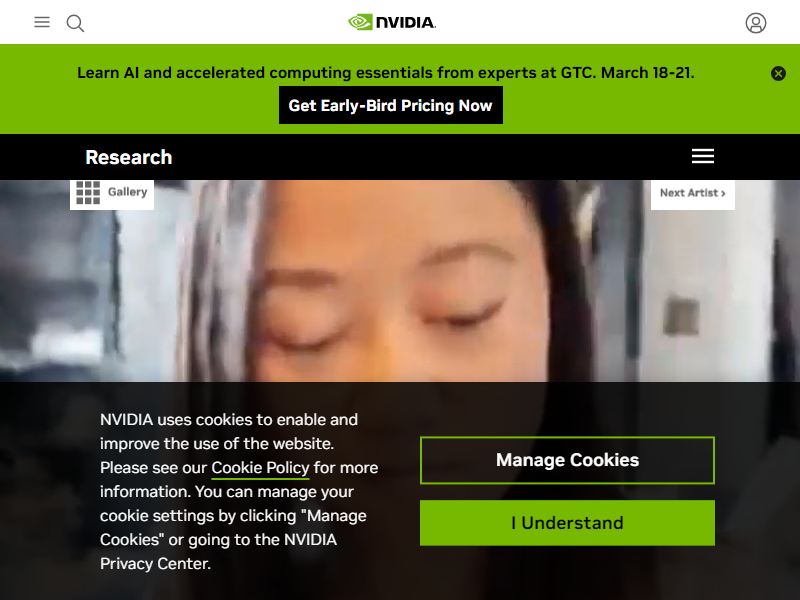 NVIDIA.
Learn AI and accelerated computing essentials from experts at GTC. March 18-21.
Get Early-Bird Pricing Now
Research
Gallery
Next Artist ›
NVIDIA uses cookies to enable and
improve the use of the website.
Please see our Cookie Policy for more
information. You can manage your
cookie settings by clicking "Manage
Cookies" or going to the NVIDIA
Privacy Center.
Manage Cookies
I Understand